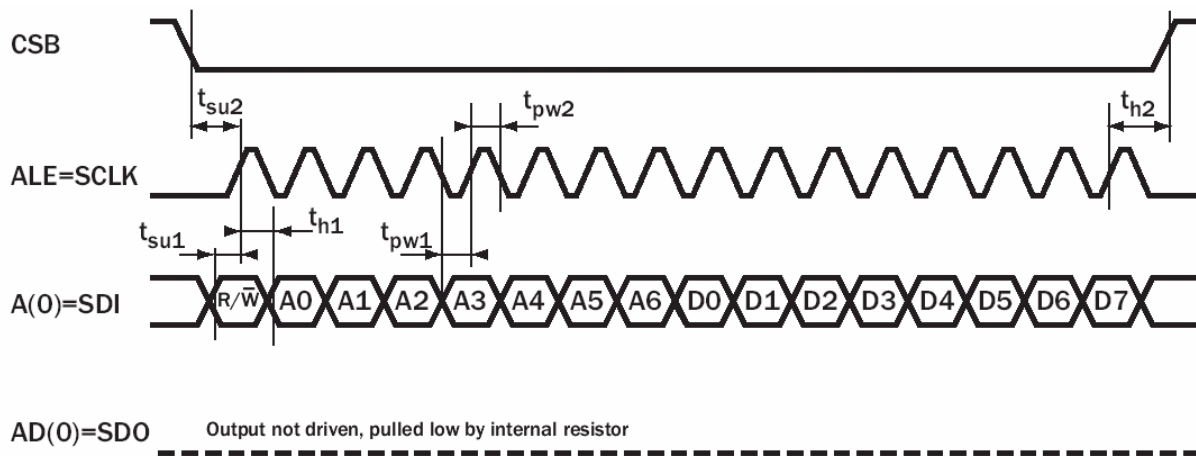 CSB
t_su2
t_pw2
t_h2
ALE=SCLK
t_su1
t_h1
t_pw1
A(0)=SDI
R/W̅ A0 A1 A2 A3 A4 A5 A6 D0 D1 D2 D3 D4 D5 D6 D7
AD(0)=SDO
Output not driven, pulled low by internal resistor